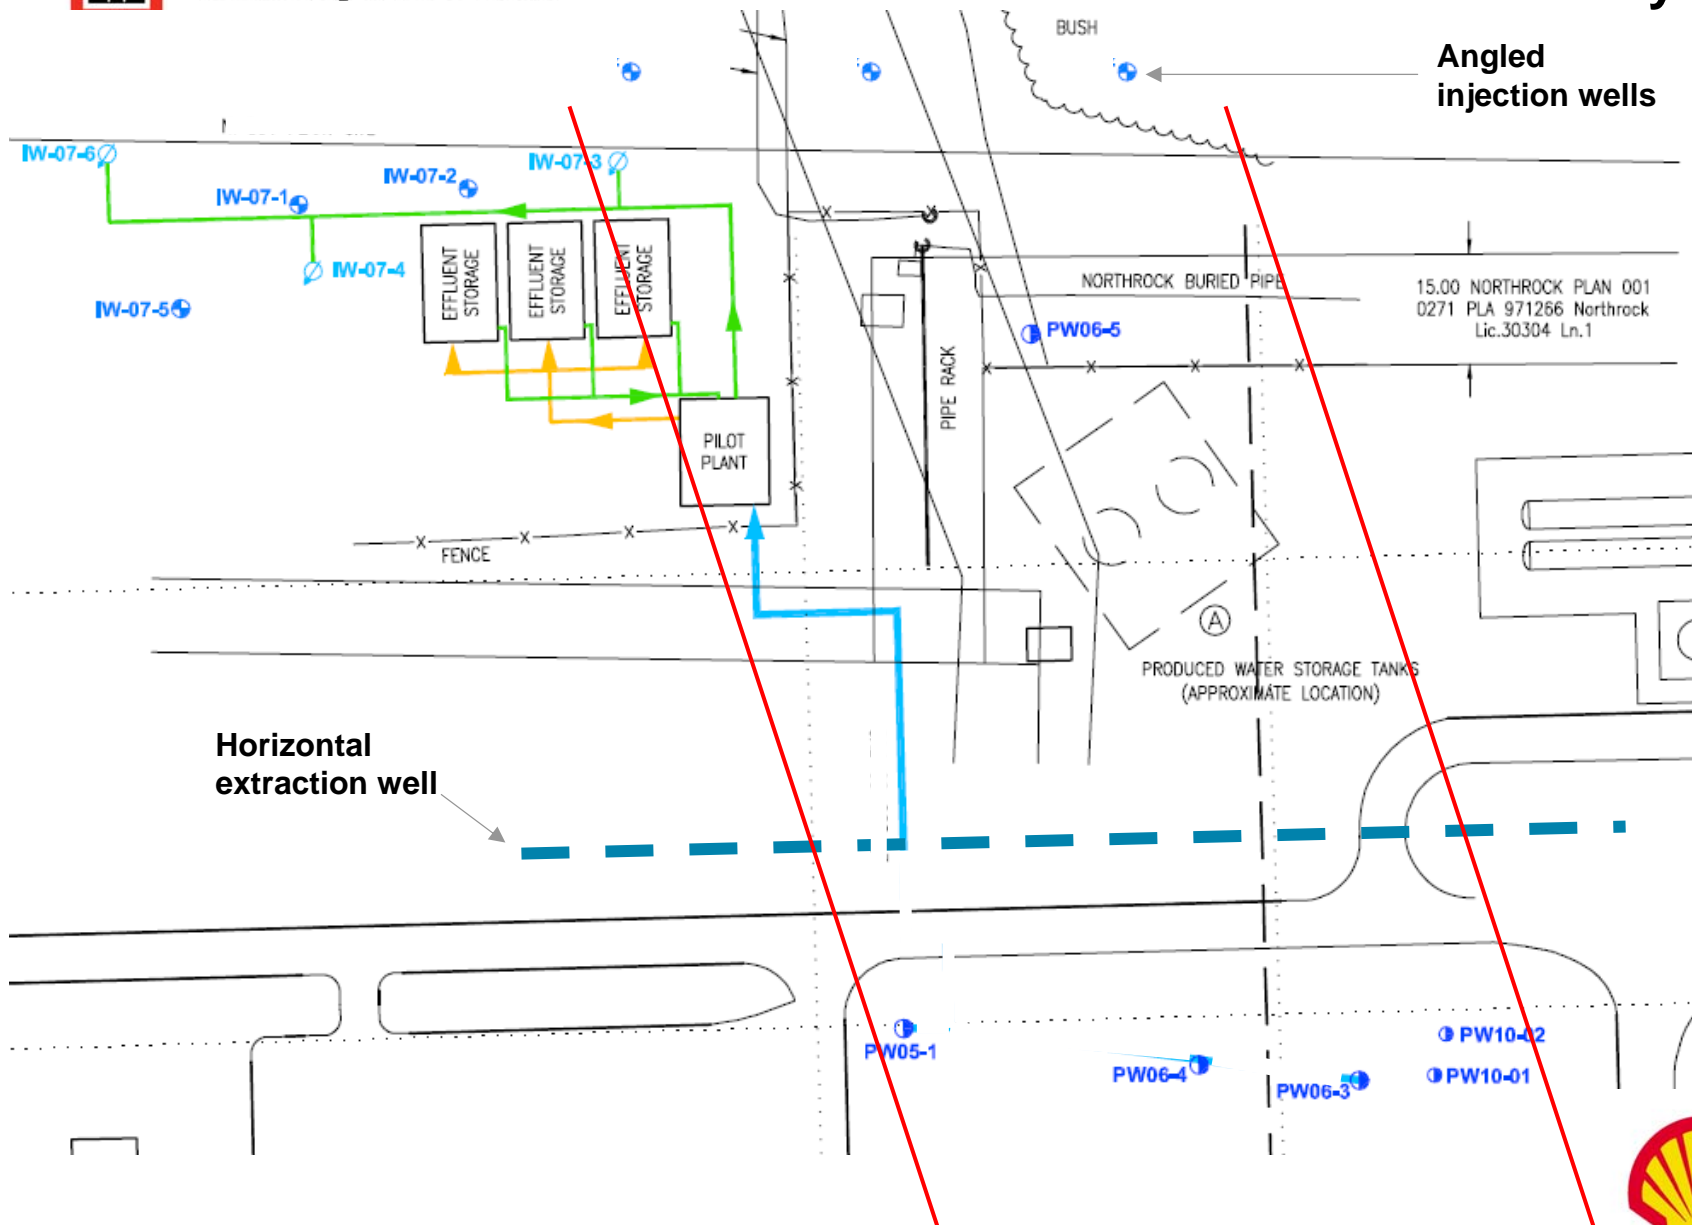 BUSH
Angled
injection wells
IW-07-6
IW-07-3
IW-07-2
IW-07-1
IW-07-4
IW-07-5
EFFLUENT
STORAGE
EFFLUENT
STORAGE
EFFLUENT
STORAGE
NORTHROCK BURIED PIPE
15.00 NORTHROCK PLAN 001
0271 PLA 971266 Northrock
Lic.30304 Ln.1
PW06-5
PIPE RACK
PILOT
PLANT
FENCE
A
PRODUCED WATER STORAGE TANKS
(APPROXIMATE LOCATION)
Horizontal
extraction well
PW05-1
PW06-4
PW06-3
PW10-02
PW10-01